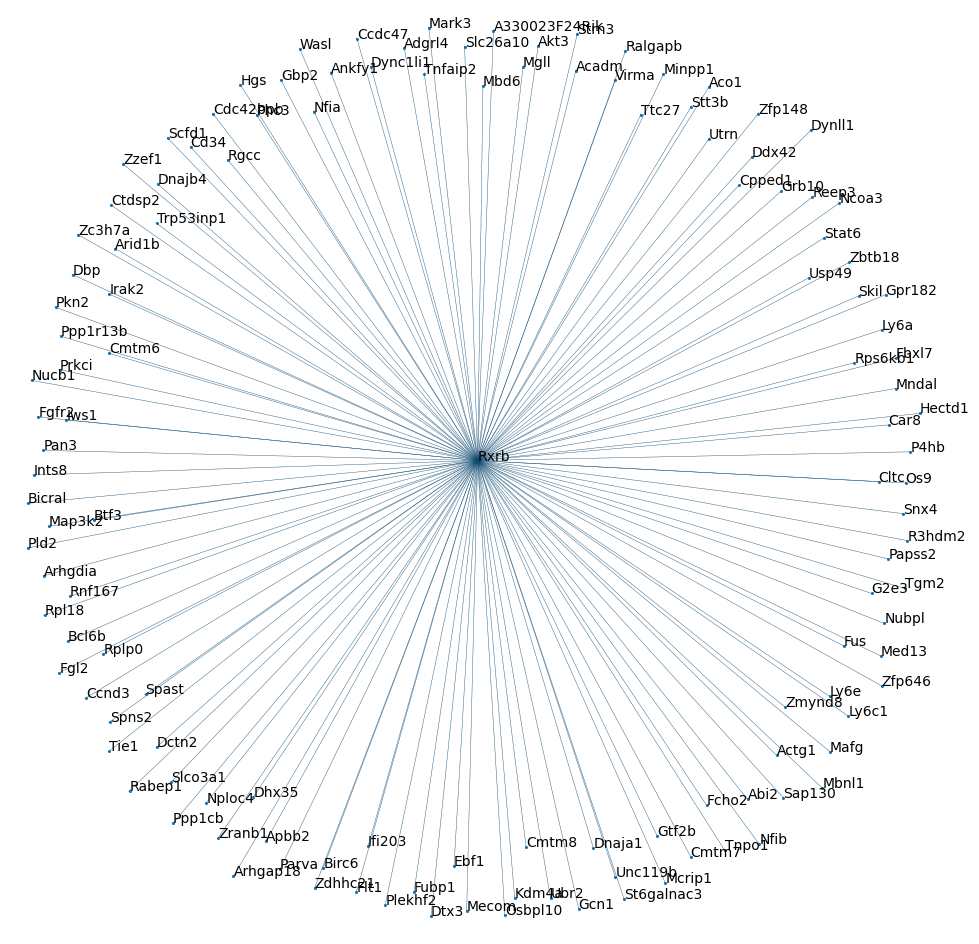 Mark3
A330023F24Rik
Stim3
Ccdc47
Wasl
Adgrl4
Slc26a10
Akt3
Ralgapb
Ankfy1
Dync1li1
Tnfaip2
Mgll
Acadm
Virma
Minpp1
Hgs
Gbp2
Mbd6
Aco1
Cdc42bpb
Ppic3
Nfia
Ttc27
Stt3b
Zfp148
Scfd1
Cd34
Utrn
Dynll1
Zzef1
Rgcc
Ddx42
Dnajb4
Cpped1
Grb10
Reep3
Ncoa3
Ctdsp2
Trp53inp1
Zc3h7a
Arid1b
Stat6
Dbp
Zbtb18
Irak2
Usp49
Skil
Gpr182
Pkn2
Ppp1r13b
Ly6a
Cmtm6
Rps6kb1
Fbxl7
Prkci
Nucb1
Mndal
Fgfr2
Iws1
Hectd1
Car8
Pan3
P4hb
Rxrb
Ints8
Cltc
Os9
Bicral
Map3k2
Btf3
Snx4
Pld2
R3hdm2
Papss2
Arhgdia
Rnf167
G2e3
Tgm2
Rpl18
Nubpl
Bcl6b
Rplp0
Fus
Med13
Fgl2
Ccnd3
Spast
Ly6e
Zfp646
Spns2
Zmynd8
Ly6c1
Tie1
Dctn2
Actg1
Mafg
Rabep1
Slco3a1
Nploc4
Dhx35
Fcho2
Abi2
Sap130
Mbnl1
Ppp1cb
Zranb1
Apbb2
Ifi203
Cmtm8
Dnaja1
Gtf2b
Cmtm7
Tnpo1
Nfib
Arhgap18
Parva
Birc6
Ebf1
Unc119b
Mcrip1
Zdhhc21
Flt1
Fubp1
Kdm4a
Ubr2
St6galnac3
Plekhf2
Dtx3
Mecom
Osbpl10
Gcn1